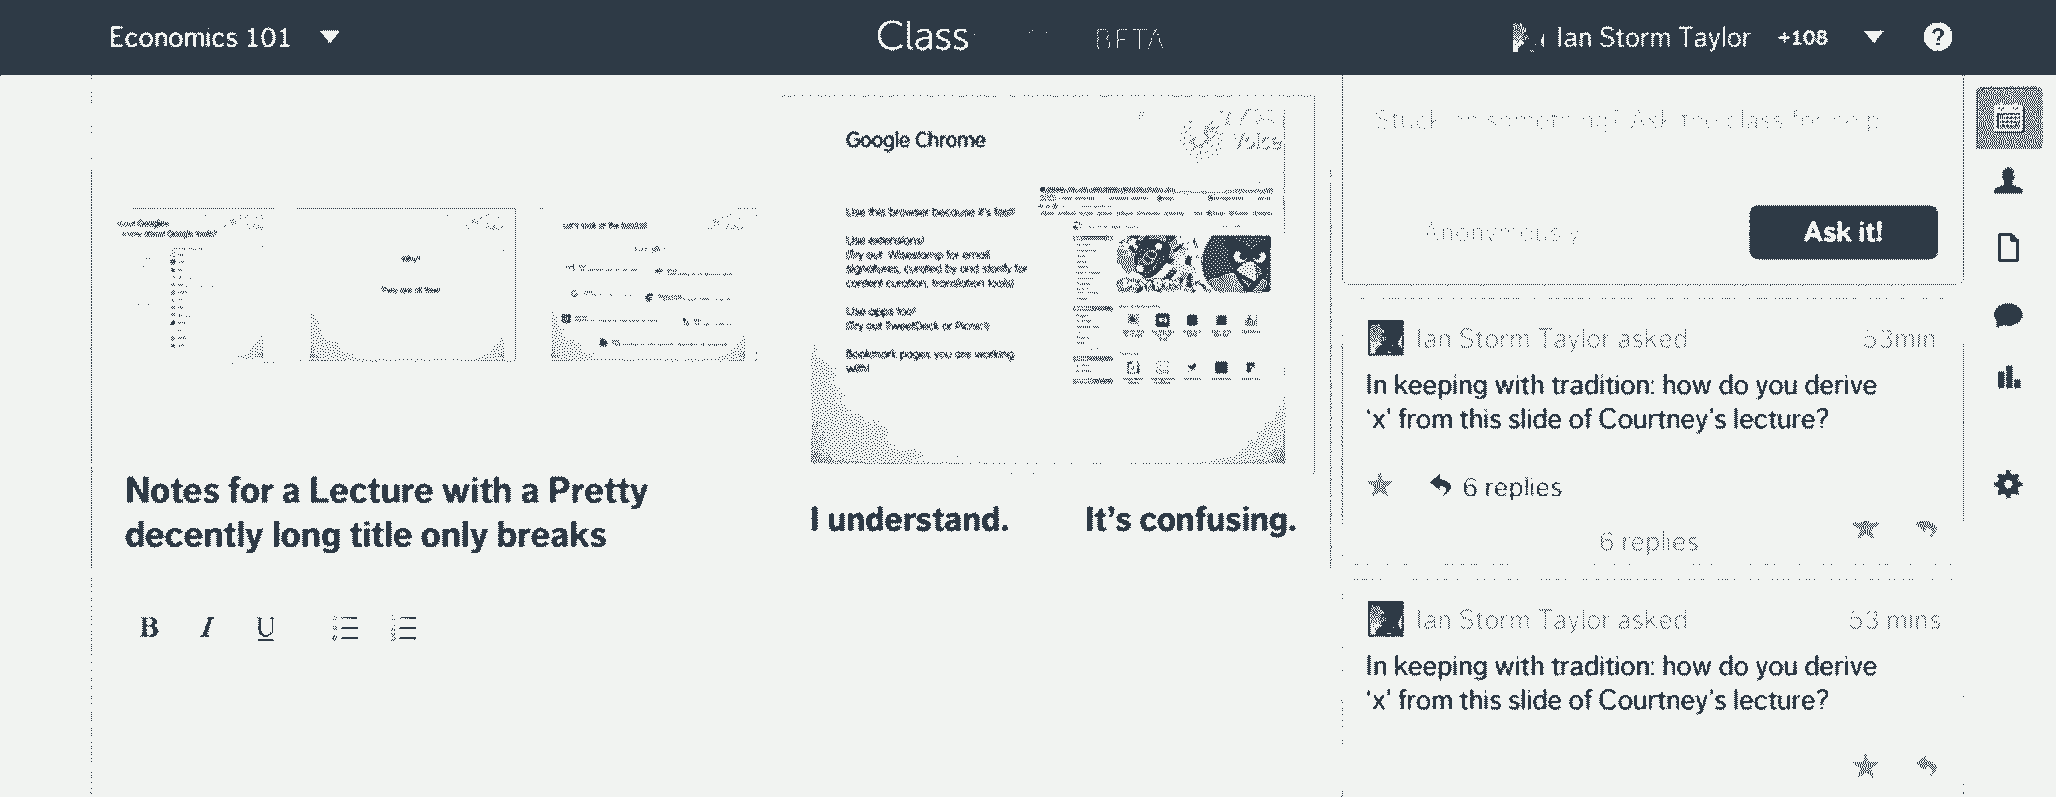 Economics 101
Class
BETA
Ian Storm Taylor +108
?
Google Chrome
Voice
Use this browser because it's fast!
Use extensions!
(try out Wisestamp for email
signatures, curated.by and storify for
content curation, translation tools)
Use apps too!
(try out TweetDeck or Picnic!)
Bookmark pages you are working
with!
Notes for a Lecture with a Pretty
decently long title only breaks
I understand.
It's confusing.
B I U
Stuck on something? Ask the class for help
Anonymously
Ask it!
Ian Storm Taylor asked 53min
In keeping with tradition: how do you derive
'x' from this slide of Courtney's lecture?
6 replies
6 replies
Ian Storm Taylor asked 53 mins
In keeping with tradition: how do you derive
'x' from this slide of Courtney's lecture?